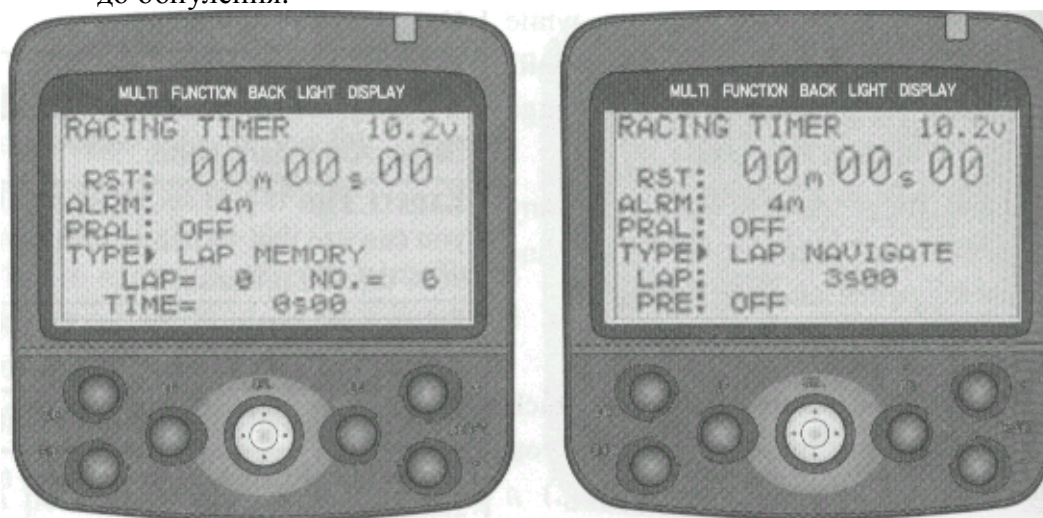 до обнуления.
MULTI FUNCTION BACK LIGHT DISPLAY
RACING TIMER 10.2v
RST: 00m00s00
ALRM: 4m
PRAL: OFF
TYPE▶ LAP MEMORY
LAP= 0 NO.= 6
TIME= 0s00
MULTI FUNCTION BACK LIGHT DISPLAY
RACING TIMER 10.2v
RST: 00m00s00
ALRM: 4m
PRAL: OFF
TYPE▶ LAP NAVIGATE
LAP: 3s00
PRE: OFF